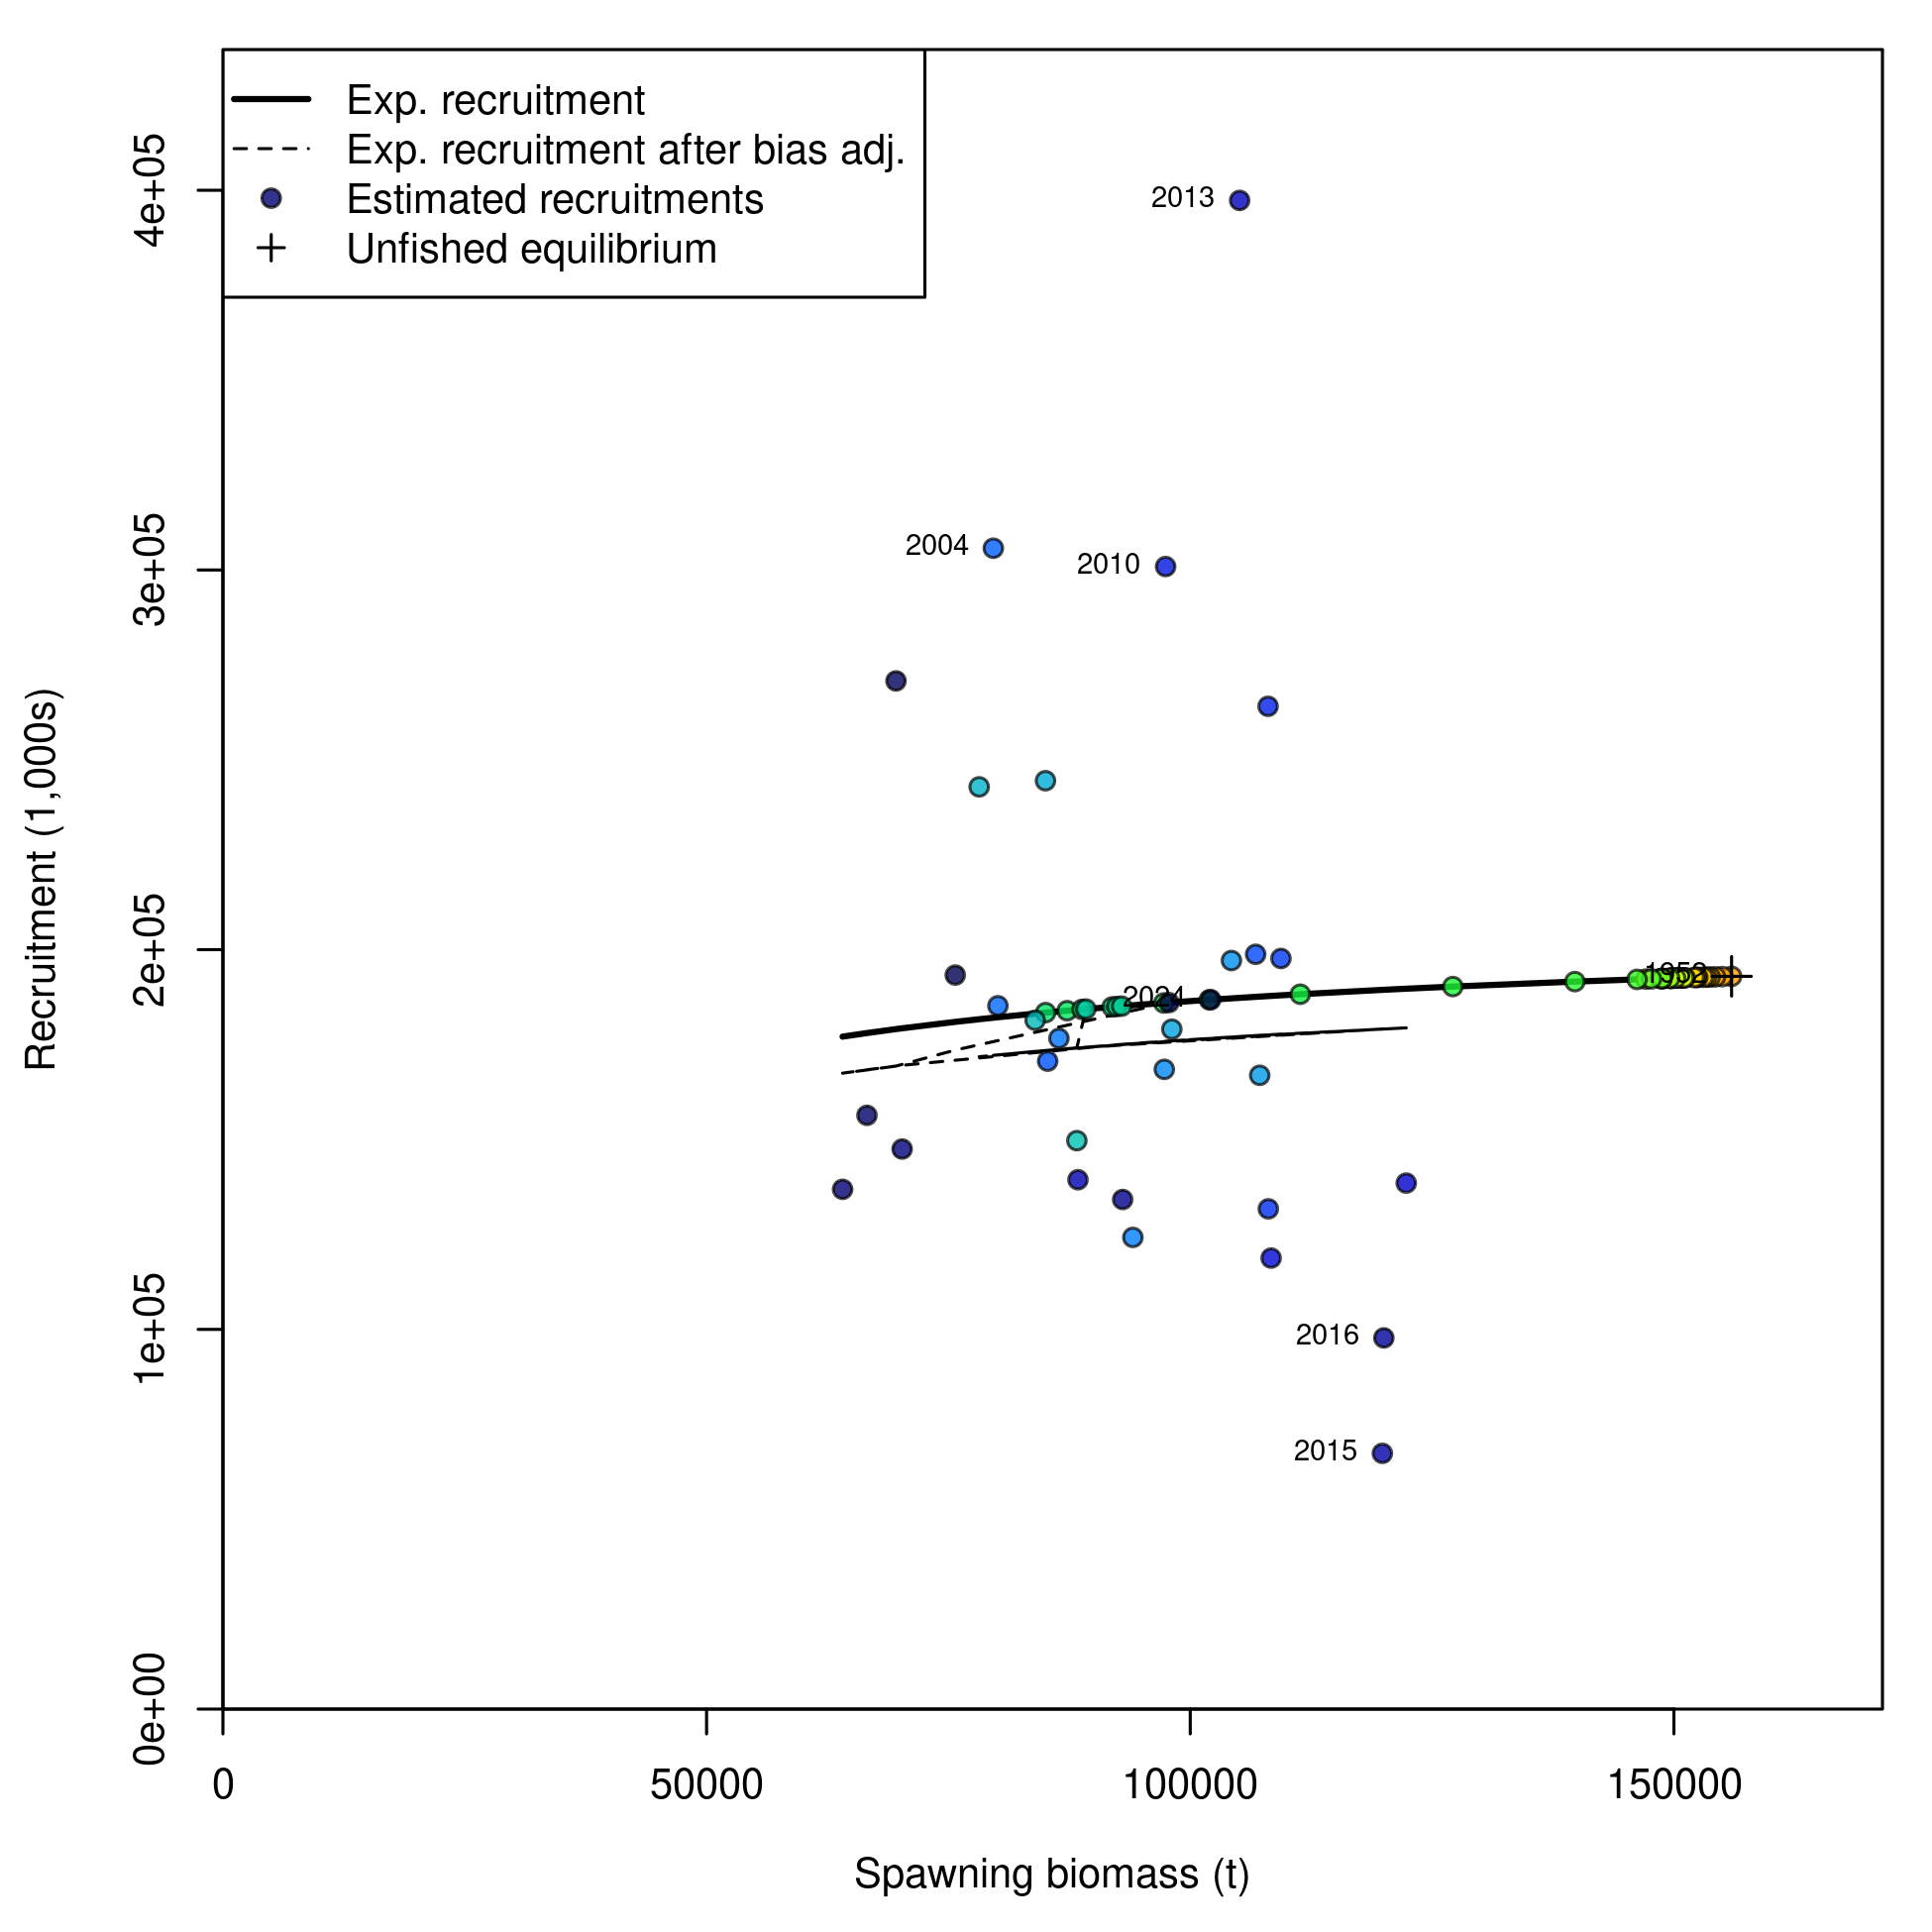 Exp. recruitment
Exp. recruitment after bias adj.
Estimated recruitments
Unfished equilibrium
4e+05
3e+05
2e+05
1e+05
0e+00
Recruitment (1,000s)
2013
2004
2010
2024
1952
2016
2015
0
50000
100000
150000
Spawning biomass (t)